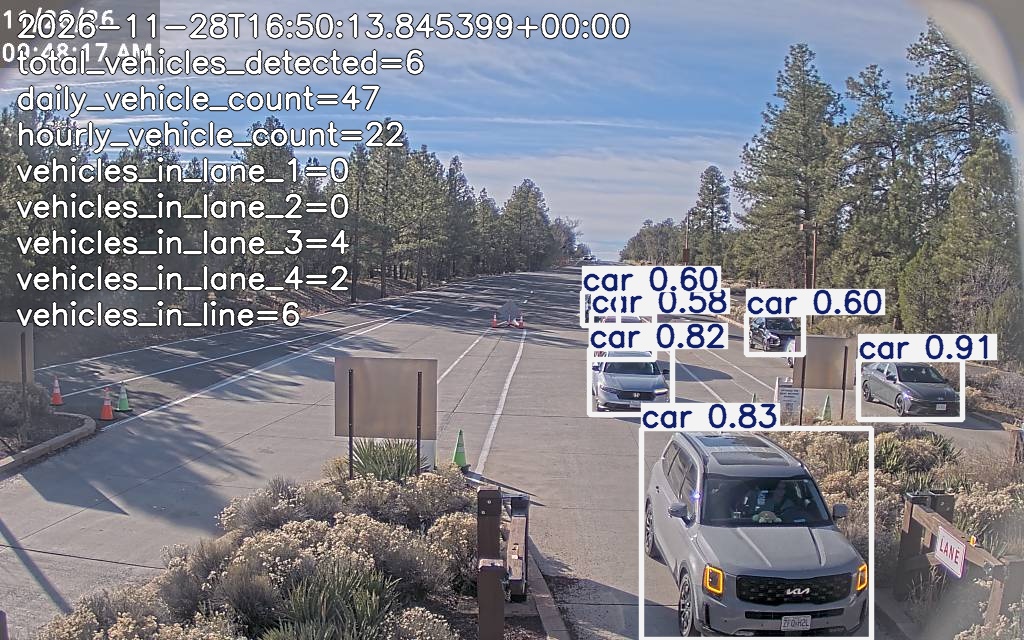 2026-11-28T16:50:13.845399+00:00
total_vehicles_detected=6
daily_vehicle_count=47
hourly_vehicle_count=22
vehicles_in_lane_1=0
vehicles_in_lane_2=0
vehicles_in_lane_3=4
vehicles_in_lane_4=2
vehicles_in_line=6
car 0.60
car 0.58
car 0.60
car 0.82
car 0.91
car 0.83
LANE
KIA